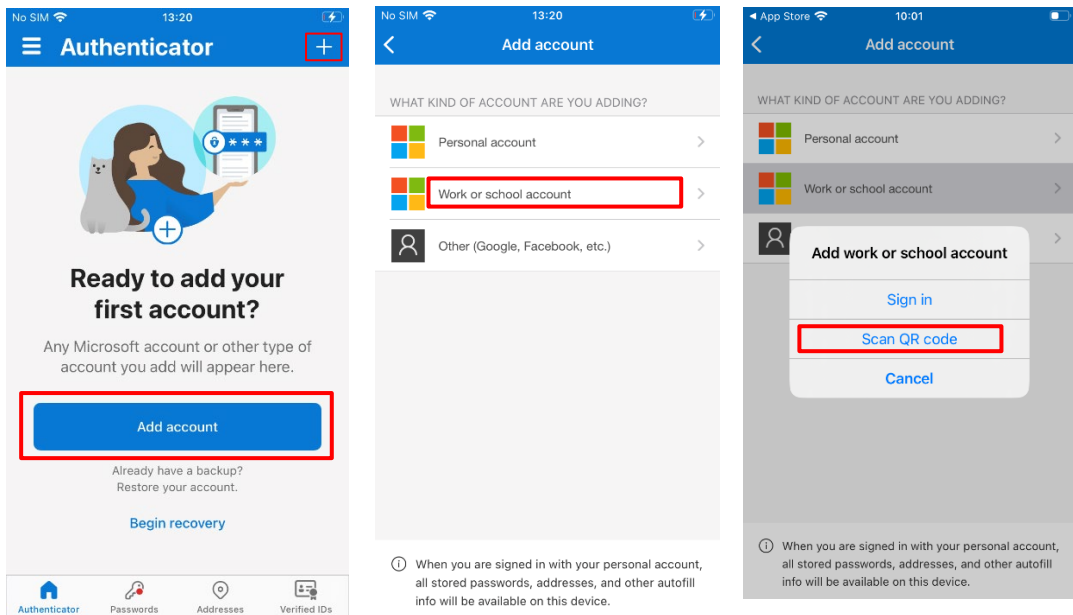 No SIM 13:20
Authenticator
* * *
Ready to add your
first account?
Any Microsoft account or other type of
account you add will appear here.
Add account
Already have a backup?
Restore your account.
Begin recovery
Authenticator Passwords Addresses Verified IDs
No SIM 13:20
Add account
WHAT KIND OF ACCOUNT ARE YOU ADDING?
Personal account
Work or school account
Other (Google, Facebook, etc.)
When you are signed in with your personal account,
all stored passwords, addresses, and other autofill
info will be available on this device.
App Store 10:01
Add account
WHAT KIND OF ACCOUNT ARE YOU ADDING?
Personal account
Work or school account
Add work or school account
Sign in
Scan QR code
Cancel
When you are signed in with your personal account,
all stored passwords, addresses, and other autofill
info will be available on this device.